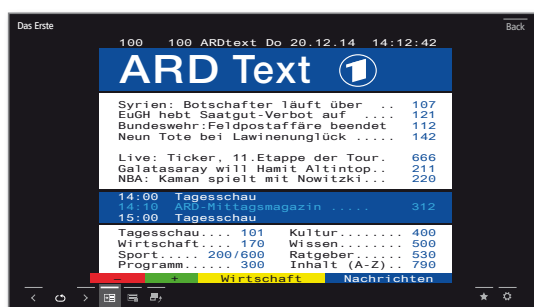 Das Erste
Back
100 100 ARDtext Do 20.12.14 14:12:42
ARD Text 1
Syrien: Botschafter läuft über .. 107
EuGH hebt Saatgut-Verbot auf .... 121
Bundeswehr:Feldpostaffäre beendet 112
Neun Tote bei Lawinenunglück ..... 142
Live: Ticker, 11.Etappe der Tour. 666
Galatasaray will Hamit Altintop.. 211
NBA: Kaman spielt mit Nowitzki... 220
14:00 Tagesschau
14:10 ARD-Mittagsmagazin ..... 312
15:00 Tagesschau
Tagesschau.... 101 Kultur........ 400
Wirtschaft.... 170 Wissen........ 500
Sport..... 200/600 Ratgeber...... 530
Programm...... 300 Inhalt (A-Z).. 790
- + Wirtschaft Nachrichten